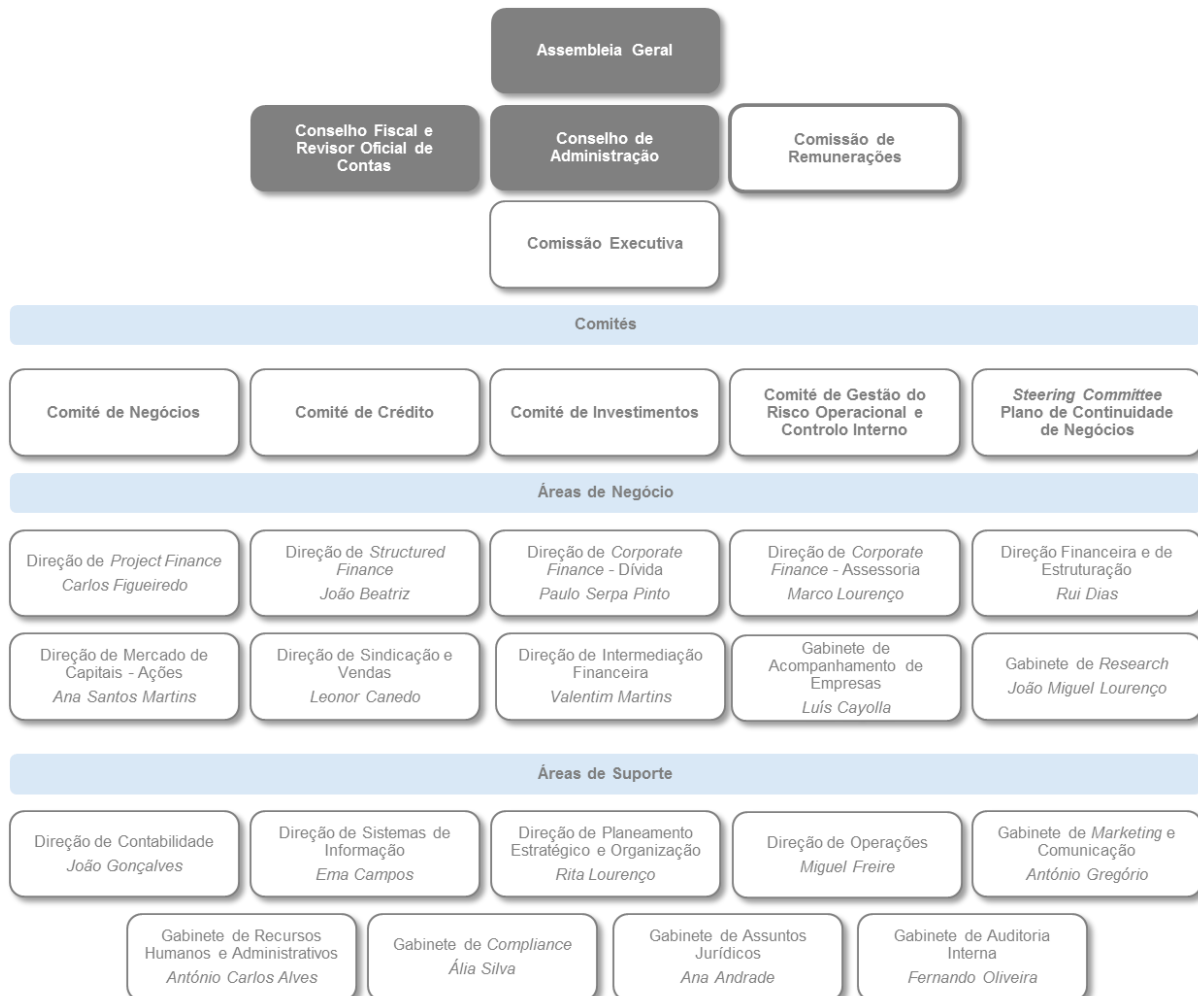 Assembleia Geral
Conselho Fiscal e
Revisor Oficial de
Contas
Conselho de
Administração
Comissão de
Remunerações
Comissão Executiva
Comités
Comité de Negócios
Comité de Crédito
Comité de Investimentos
Comité de Gestão do
Risco Operacional e
Controlo Interno
Steering Committee
Plano de Continuidade
de Negócios
Áreas de Negócio
Direção de Project Finance
Carlos Figueiredo
Direção de Structured
Finance
João Beatriz
Direção de Corporate
Finance - Dívida
Paulo Serpa Pinto
Direção de Corporate
Finance - Assessoria
Marco Lourenço
Direção Financeira e de
Estruturação
Rui Dias
Direção de Mercado de
Capitais - Ações
Ana Santos Martins
Direção de Sindicação e
Vendas
Leonor Canedo
Direção de Intermediação
Financeira
Valentim Martins
Gabinete de
Acompanhamento de
Empresas
Luís Cayolla
Gabinete de Research
João Miguel Lourenço
Áreas de Suporte
Direção de Contabilidade
João Gonçalves
Direção de Sistemas de
Informação
Ema Campos
Direção de Planeamento
Estratégico e Organização
Rita Lourenço
Direção de Operações
Miguel Freire
Gabinete de Marketing e
Comunicação
António Gregório
Gabinete de Recursos
Humanos e Administrativos
António Carlos Alves
Gabinete de Compliance
Ália Silva
Gabinete de Assuntos
Jurídicos
Ana Andrade
Gabinete de Auditoria
Interna
Fernando Oliveira